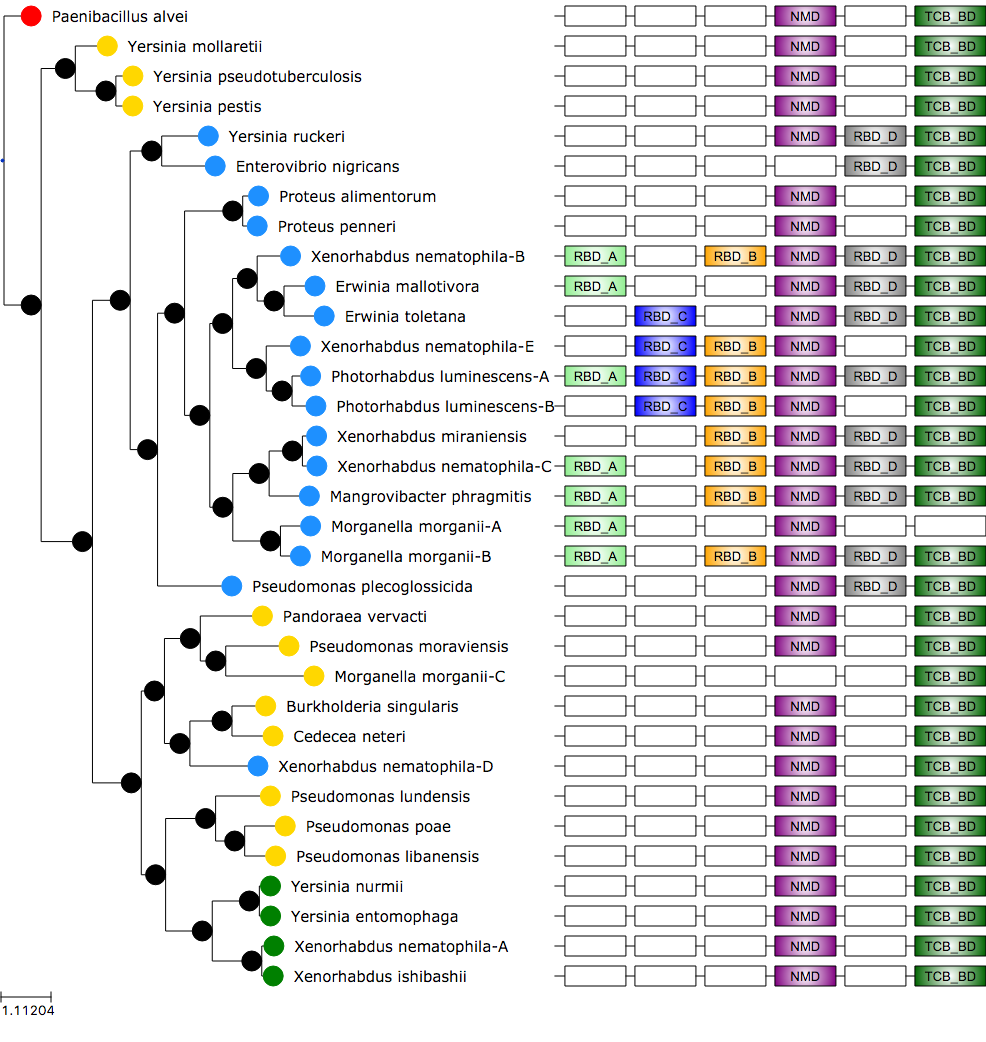 Paenibacillus alvei NMD TCB_BD
Yersinia mollaretii NMD TCB_BD
Yersinia pseudotuberculosis NMD TCB_BD
Yersinia pestis NMD TCB_BD
Yersinia ruckeri NMD RBD_D TCB_BD
Enterovibrio nigricans RBD_D TCB_BD
Proteus alimentorum NMD TCB_BD
Proteus penneri NMD TCB_BD
Xenorhabdus nematophila-B RBD_A RBD_B NMD RBD_D TCB_BD
Erwinia mallotivora RBD_A NMD RBD_D TCB_BD
Erwinia toletana RBD_C NMD RBD_D TCB_BD
Xenorhabdus nematophila-E RBD_C RBD_B NMD TCB_BD
Photorhabdus luminescens-A RBD_A RBD_C RBD_B NMD RBD_D TCB_BD
Photorhabdus luminescens-B RBD_C RBD_B NMD TCB_BD
Xenorhabdus miraniensis RBD_B NMD RBD_D TCB_BD
Xenorhabdus nematophila-C RBD_A RBD_B NMD RBD_D TCB_BD
Mangrovibacter phragmitis RBD_A RBD_B NMD RBD_D TCB_BD
Morganella morganii-A RBD_A NMD
Morganella morganii-B RBD_A RBD_B NMD RBD_D TCB_BD
Pseudomonas plecoglossicida NMD RBD_D TCB_BD
Pandoraea vervacti NMD TCB_BD
Pseudomonas moraviensis NMD TCB_BD
Morganella morganii-C TCB_BD
Burkholderia singularis NMD TCB_BD
Cedecea neteri NMD TCB_BD
Xenorhabdus nematophila-D NMD TCB_BD
Pseudomonas lundensis NMD TCB_BD
Pseudomonas poae NMD TCB_BD
Pseudomonas libanensis NMD TCB_BD
Yersinia nurmii NMD TCB_BD
Yersinia entomophaga NMD TCB_BD
Xenorhabdus nematophila-A NMD TCB_BD
Xenorhabdus ishibashii NMD TCB_BD
1.11204